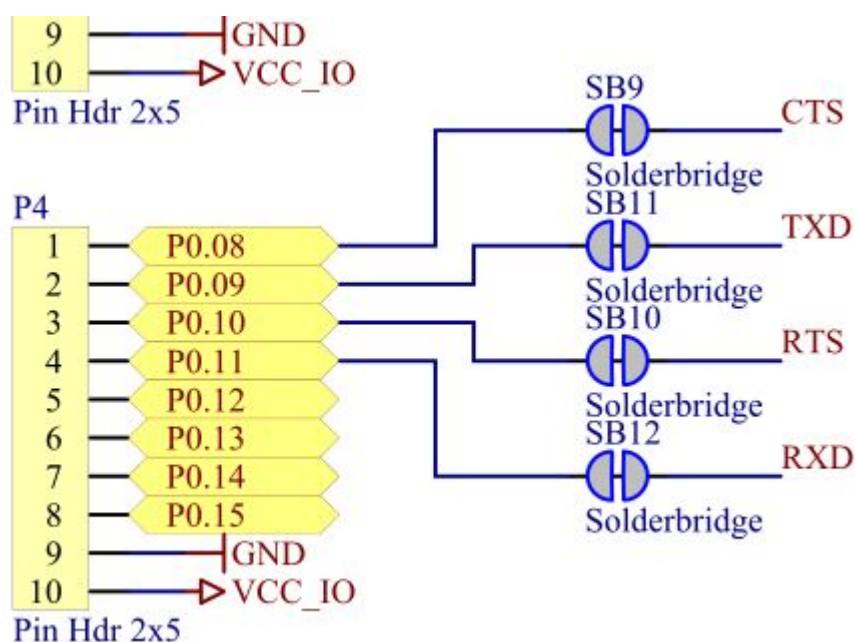 9 GND
10 VCC_IO
Pin Hdr 2x5
SB9
CTS
Solderbridge
P4
SB11
1 P0.08
TXD
2 P0.09
Solderbridge
3 P0.10
SB10
4 P0.11
RTS
5 P0.12
Solderbridge
6 P0.13
SB12
7 P0.14
RXD
8 P0.15
Solderbridge
9 GND
10 VCC_IO
Pin Hdr 2x5